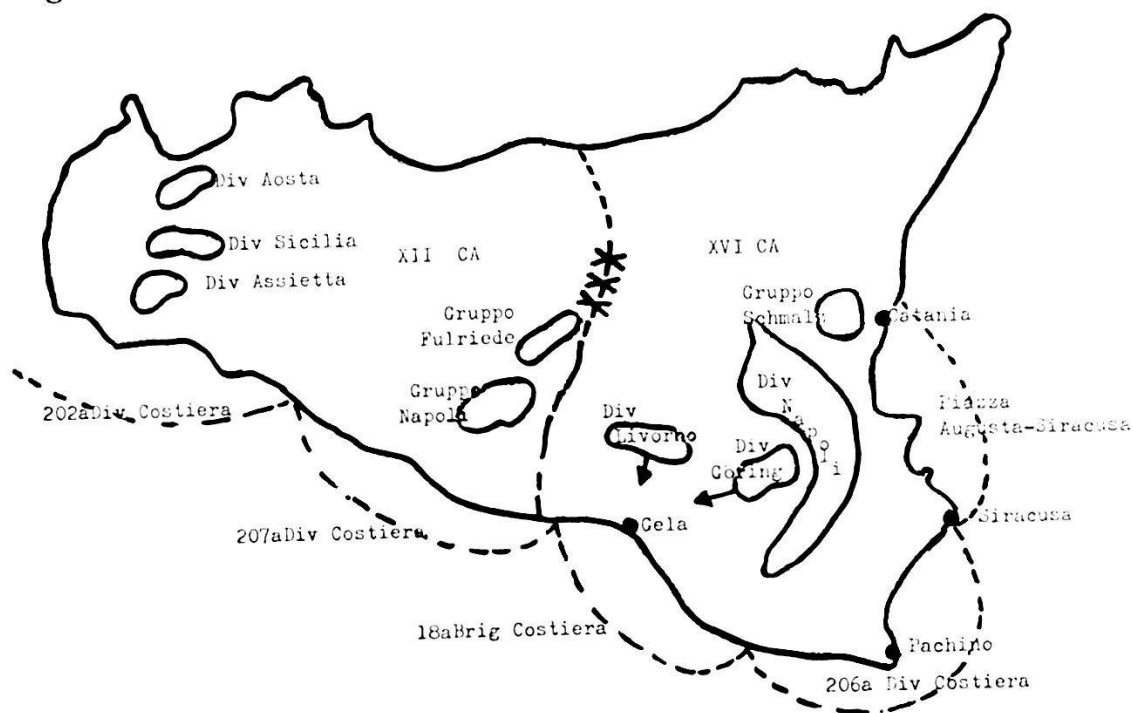 Div Aosta
Div Sicilia
Div Assietta
XII CA
XVI CA
Gruppo
Fulriede
Gruppo
Napola
Gruppo
Schmalz
Catania
Div
Napoli
Div
Livorno
Div
Goring
Piazza
Augusta-Siracusa
Siracusa
Gela
Pachino
202aDiv Costiera
207aDiv Costiera
18aBrig Costiera
206a Div Costiera